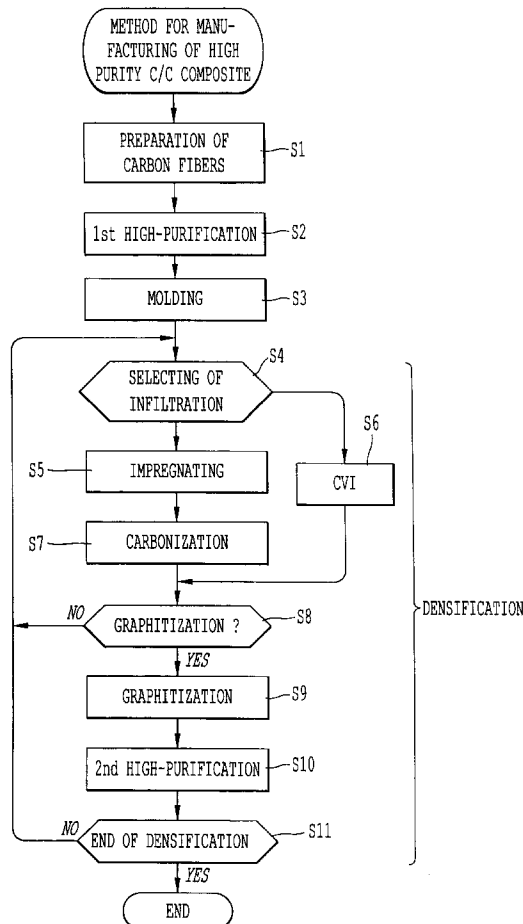 METHOD FOR MANU-
FACTURING OF HIGH
PURITY C/C COMPOSITE
PREPARATION OF
CARBON FIBERS
S1
1st HIGH-PURIFICATION
S2
MOLDING
S3
S4
SELECTING OF
INFILTRATION
S6
S5
IMPREGNATING
CVI
S7
CARBONIZATION
DENSIFICATION
NO
GRAPHITIZATION ?
S8
YES
GRAPHITIZATION
S9
2nd HIGH-PURIFICATION
S10
NO
END OF DENSIFICATION
S11
YES
END